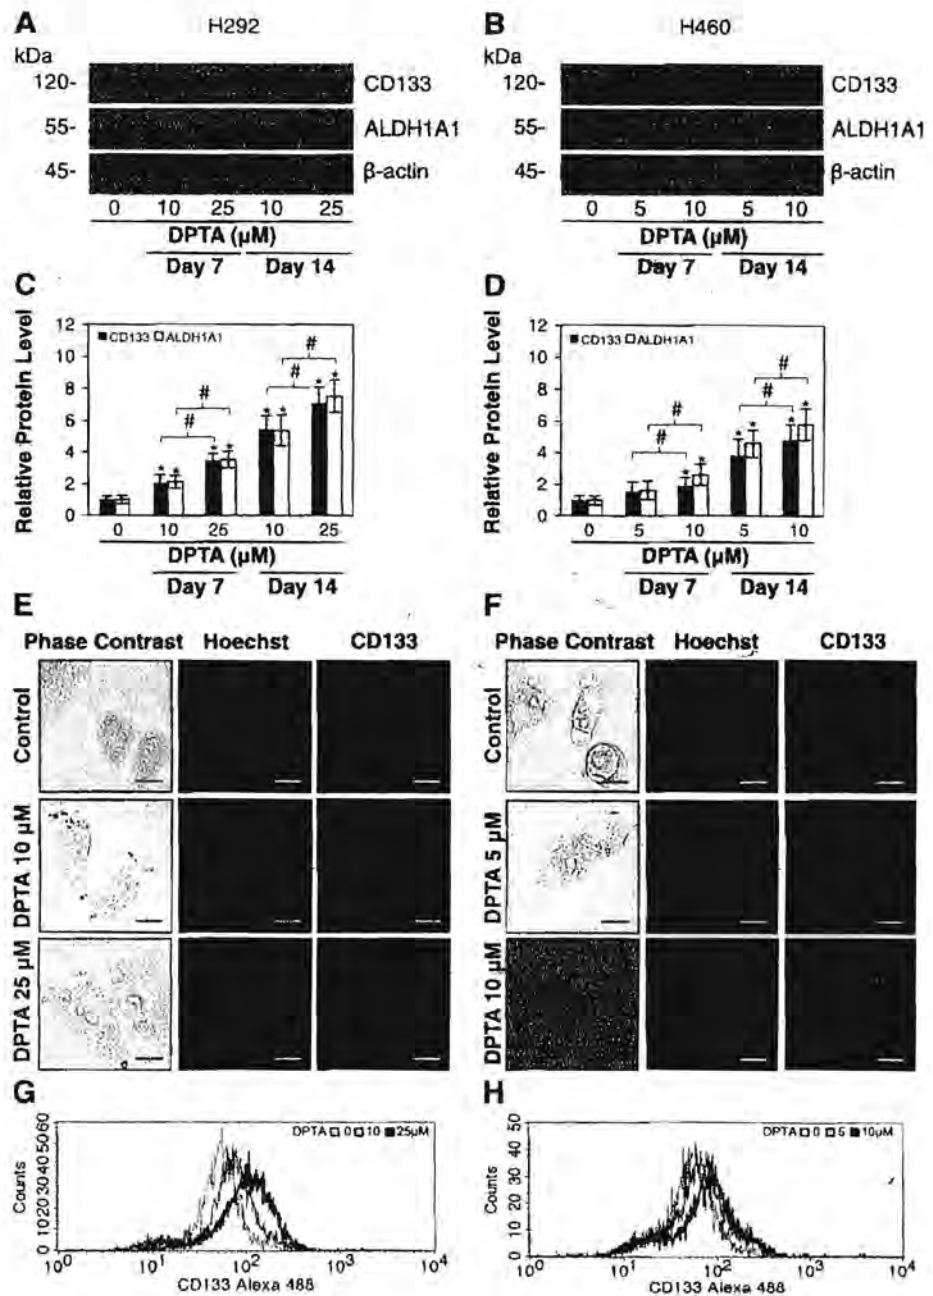 A
H292
kDa
120-
CD133
55-
ALDH1A1
45-
β-actin
0 10 25 10 25
DPTA (µM)
Day 7 Day 14
B
H460
kDa
120-
CD133
55-
ALDH1A1
45-
β-actin
0 5 10 5 10
DPTA (µM)
Day 7 Day 14
C
Relative Protein Level
12
10
8
6
4
2
0
CD133 ALDH1A1
#
#
#
#
* * * * * * * *
0 10 25 10 25
DPTA (µM)
Day 7 Day 14
D
Relative Protein Level
12
10
8
6
4
2
0
CD133 ALDH1A1
#
#
#
#
* * * * * *
0 5 10 5 10
DPTA (µM)
Day 7 Day 14
E
Phase Contrast Hoechst CD133
Control
DPTA 10 µM
DPTA 25 µM
F
Phase Contrast Hoechst CD133
Control
DPTA 5 µM
DPTA 10 µM
G
Counts
0 10 20 30 40 50 60
DPTA 0 10 25µM
10⁰ 10¹ 10² 10³ 10⁴
CD133 Alexa 488
H
Counts
0 10 20 30 40 50
DPTA 0 5 10µM
10⁰ 10¹ 10² 10³ 10⁴
CD133 Alexa 488